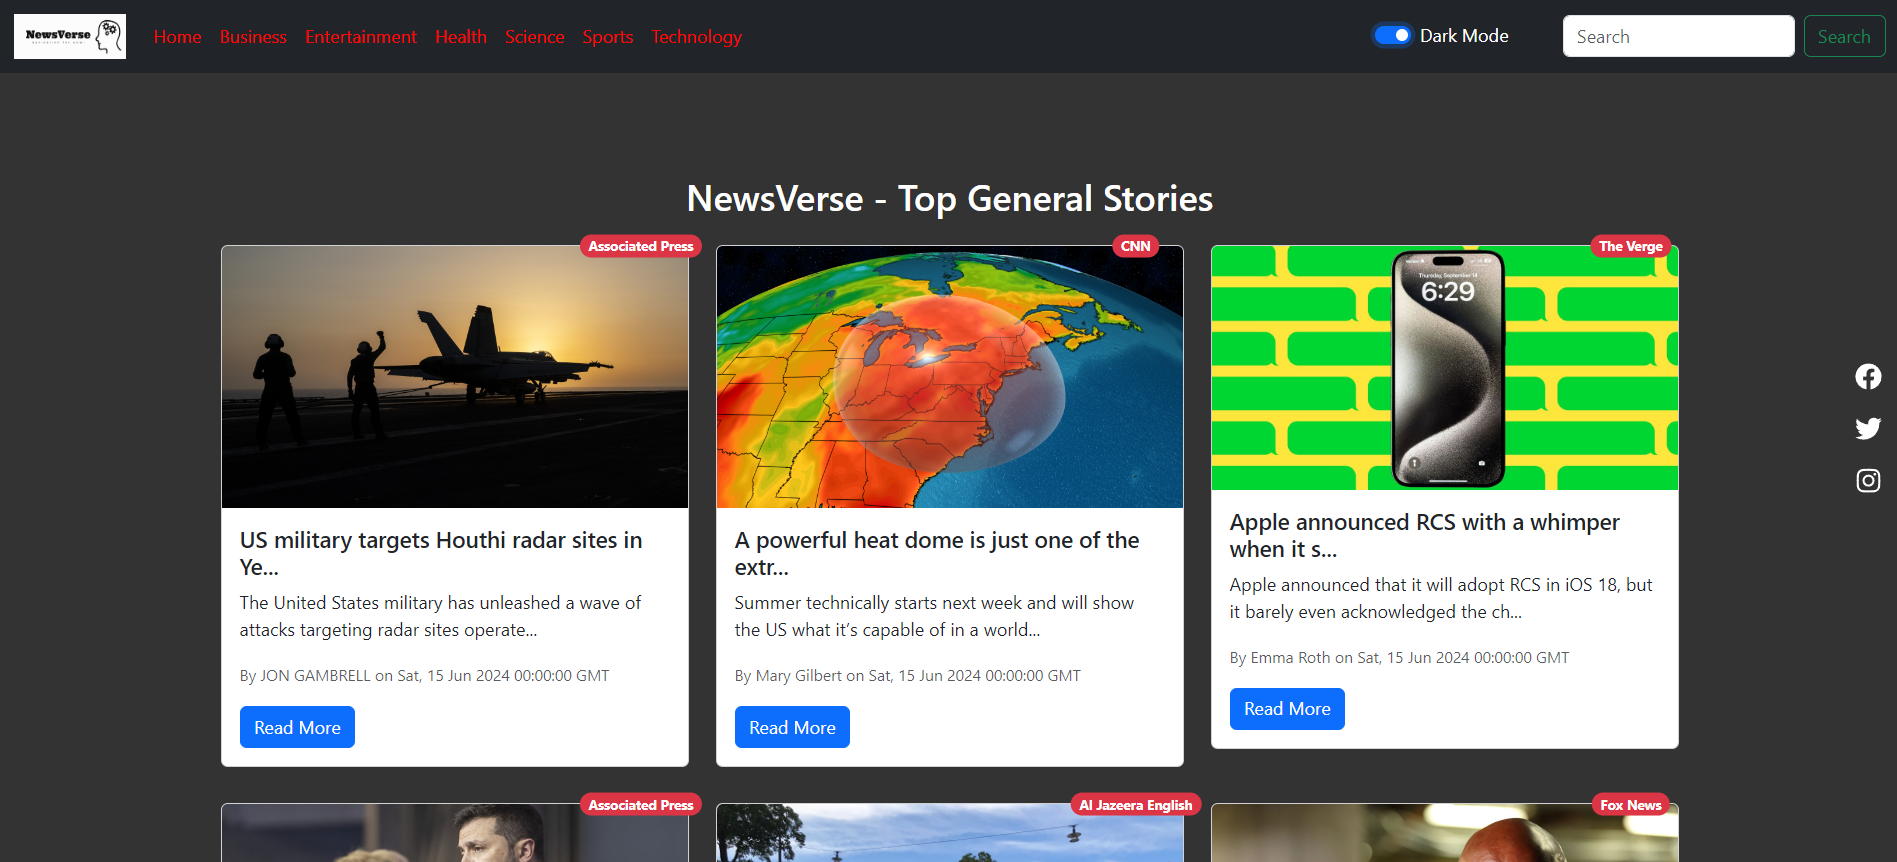 NewsVerse
Home Business Entertainment Health Science Sports Technology
Dark Mode
Search
Search
NewsVerse - Top General Stories
Associated Press
US military targets Houthi radar sites in
Ye...
The United States military has unleashed a wave of
attacks targeting radar sites operate...
By JON GAMBRELL on Sat, 15 Jun 2024 00:00:00 GMT
Read More
CNN
A powerful heat dome is just one of the
extr...
Summer technically starts next week and will show
the US what it’s capable of in a world...
By Mary Gilbert on Sat, 15 Jun 2024 00:00:00 GMT
Read More
The Verge
Thursday, September 14
6:29
Apple announced RCS with a whimper
when it s...
Apple announced that it will adopt RCS in iOS 18, but
it barely even acknowledged the ch...
By Emma Roth on Sat, 15 Jun 2024 00:00:00 GMT
Read More
Associated Press
Al Jazeera English
Fox News